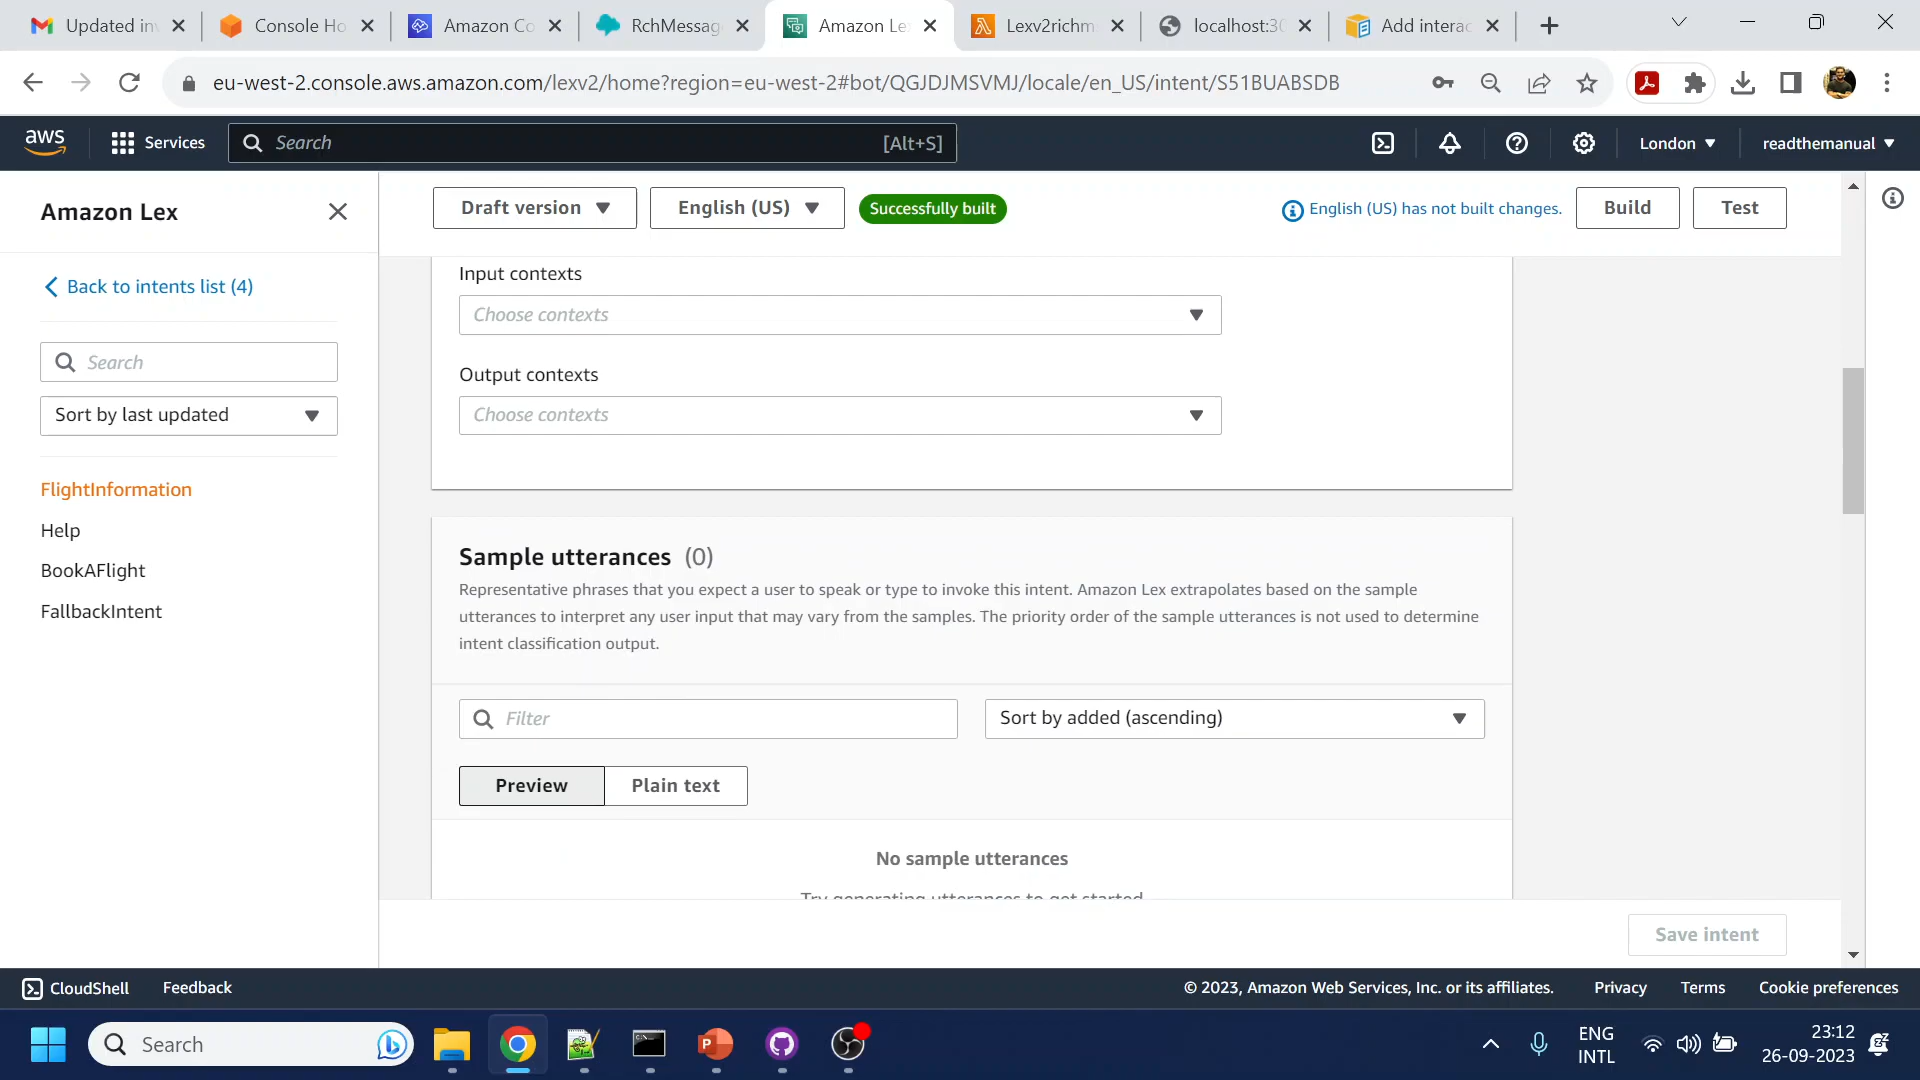 Updated in
Console Ho
Amazon Co
RchMessag
Amazon Le
Lexv2richm
localhost:30
Add interac
eu-west-2.console.aws.amazon.com/lexv2/home?region=eu-west-2#bot/QGJDJMSVMJ/locale/en_US/intent/S51BUABSDB
aws
Services
Search
[Alt+S]
London
readthemanual
Amazon Lex
Draft version
English (US)
Successfully built
English (US) has not built changes.
Build
Test
Back to intents list (4)
Search
Sort by last updated
FlightInformation
Help
BookAFlight
FallbackIntent
Input contexts
Choose contexts
Output contexts
Choose contexts
Sample utterances (0)
Representative phrases that you expect a user to speak or type to invoke this intent. Amazon Lex extrapolates based on the sample
utterances to interpret any user input that may vary from the samples. The priority order of the sample utterances is not used to determine
intent classification output.
Filter
Sort by added (ascending)
Preview
Plain text
No sample utterances
Try generating utterances to get started
Save intent
CloudShell
Feedback
© 2023, Amazon Web Services, Inc. or its affiliates.
Privacy
Terms
Cookie preferences
Search
ENG
INTL
23:12
26-09-2023